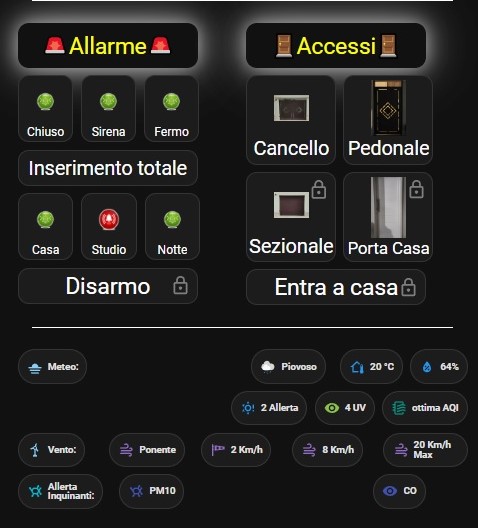 Allarme
Accessi
Chiuso
Sirena
Fermo
Cancello
Pedonale
Inserimento totale
Casa
Studio
Notte
Sezionale
Porta Casa
Disarmo
Entra a casa
Meteo:
Piovoso
20 °C
64%
2 Allerta
4 UV
ottima AQI
Vento:
Ponente
2 Km/h
8 Km/h
20 Km/h
Max
Allerta
Inquinanti:
PM10
CO